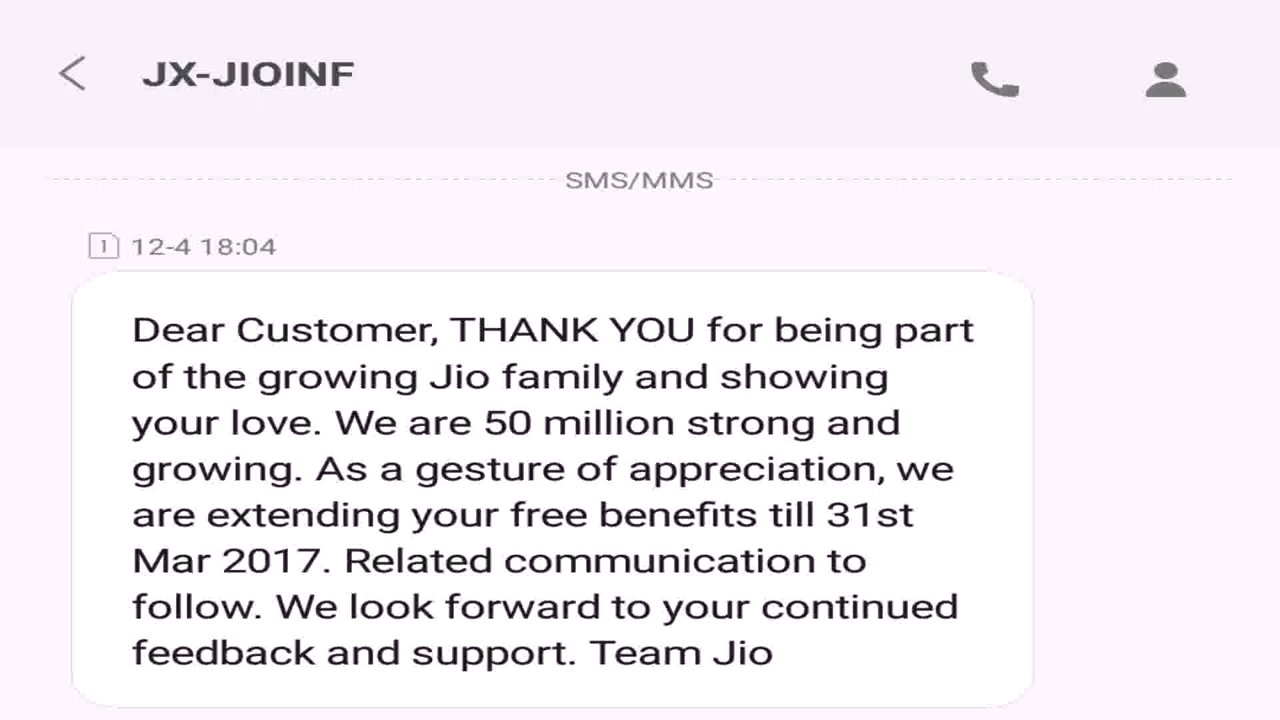 JX-JIOINF
SMS/MMS
1 12-4 18:04
Dear Customer, THANK YOU for being part
of the growing Jio family and showing
your love. We are 50 million strong and
growing. As a gesture of appreciation, we
are extending your free benefits till 31st
Mar 2017. Related communication to
follow. We look forward to your continued
feedback and support. Team Jio